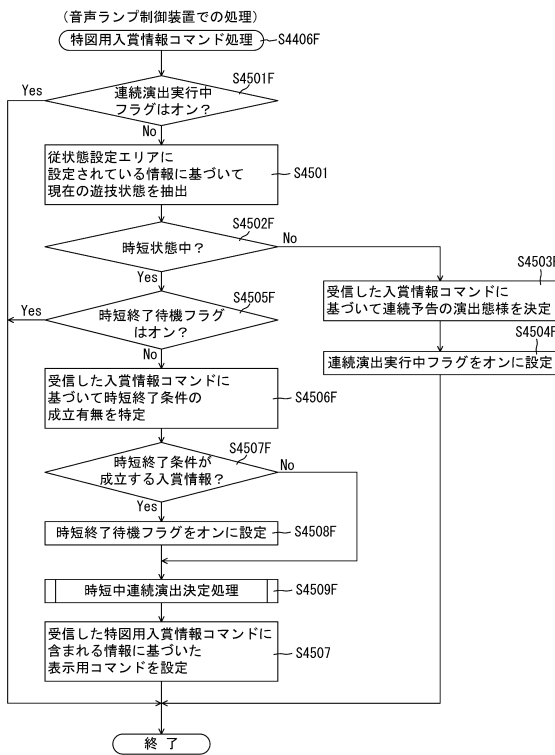 （音声ランプ制御装置での処理）
特図用入賞情報コマンド処理
S4406F
S4501F
Yes
連続演出実行中
フラグはオン？
No
従状態設定エリアに
設定されている情報に基づいて
現在の遊技状態を抽出
S4501
S4502F
時短状態中？
No
Yes
S4503F
受信した入賞情報コマンドに
基づいて連続予告の演出態様を決定
S4504F
連続演出実行中フラグをオンに設定
S4505F
Yes
時短終了待機フラグ
はオン？
No
受信した入賞情報コマンドに
基づいて時短終了条件の
成立有無を特定
S4506F
S4507F
時短終了条件が
成立する入賞情報？
No
Yes
時短終了待機フラグをオンに設定
S4508F
時短中連続演出決定処理
S4509F
受信した特図用入賞情報コマンドに
含まれる情報に基づいた
表示用コマンドを設定
S4507
終 了